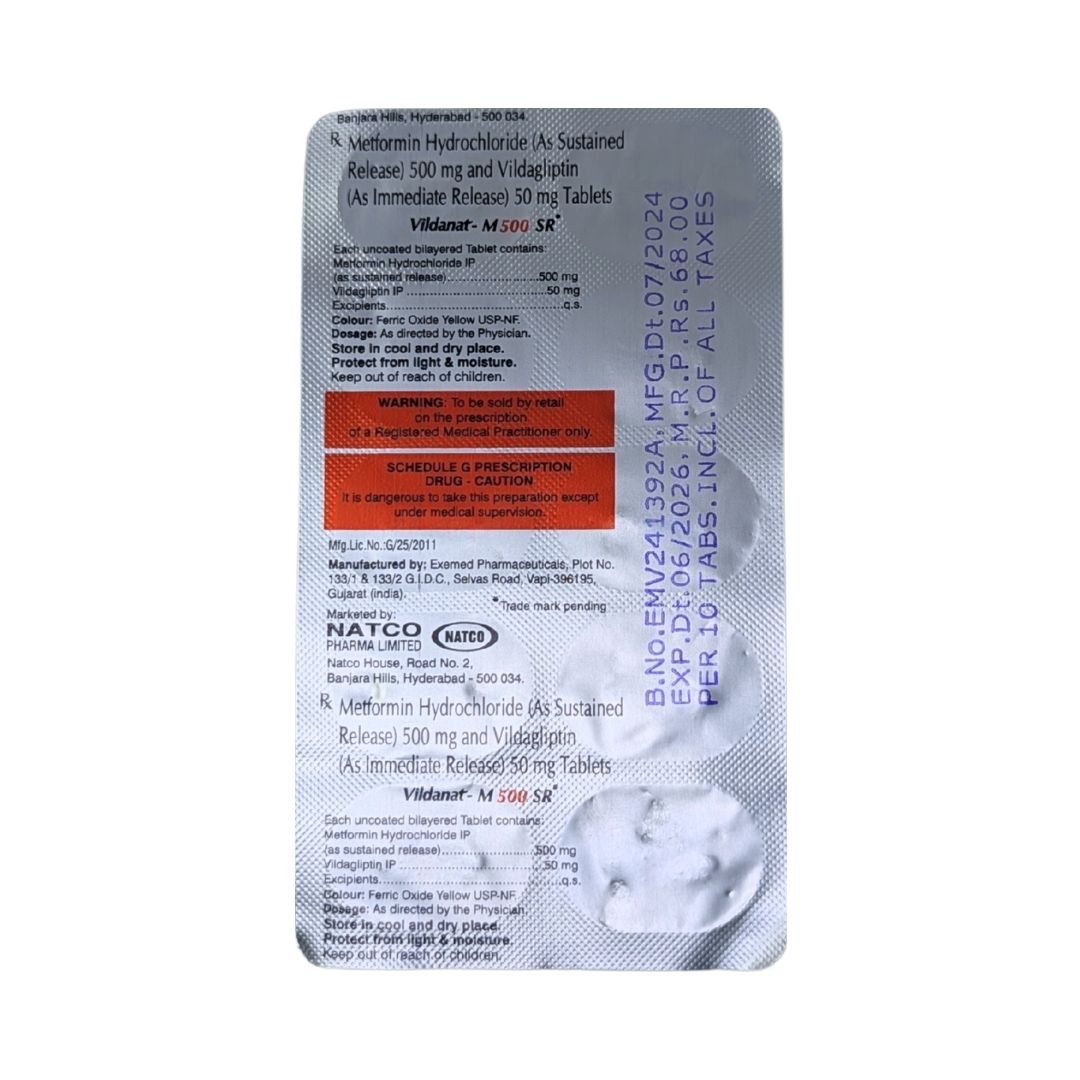 Banjara Hills, Hyderabad - 500 034.
Rx Metformin Hydrochloride (As Sustained
Release) 500 mg and Vildagliptin
(As Immediate Release) 50 mg Tablets
Vildanat - M 500 SR*
Each uncoated bilayered Tablet contains:
Metformin Hydrochloride IP
(as sustained release)........................500 mg
Vildagliptin IP ....................................50 mg
Excipients.............................................q.s.
Colour: Ferric Oxide Yellow USP-NF.
Dosage: As directed by the Physician.
Store in cool and dry place.
Protect from light & moisture.
Keep out of reach of children.
WARNING: To be sold by retail
on the prescription
of a Registered Medical Practitioner only.
SCHEDULE G PRESCRIPTION
DRUG - CAUTION
It is dangerous to take this preparation except
under medical supervision.
Mfg.Lic.No.:G/25/2011
Manufactured by: Exemed Pharmaceuticals, Plot No.
133/1 & 133/2 G.I.D.C., Selvas Road, Vapi-396195,
Gujarat (india).
*Trade mark pending
Marketed by:
NATCO
PHARMA LIMITED
NATCO
Natco House, Road No. 2,
Banjara Hills, Hyderabad - 500 034.
Rx Metformin Hydrochloride (As Sustained
Release) 500 mg and Vildagliptin
(As Immediate Release) 50 mg Tablets
Vildanat - M 500 SR*
Each uncoated bilayered Tablet contains:
Metformin Hydrochloride IP
(as sustained release)........................500 mg
Vildagliptin IP ....................................50 mg
Excipients.............................................q.s.
Colour: Ferric Oxide Yellow USP-NF.
Dosage: As directed by the Physician.
Store in cool and dry place.
Protect from light & moisture.
Keep out of reach of children.
B.No.EMV241392A, MFG.Dt.07/2024
EXP.Dt.06/2026, M.R.P.Rs.68.00
PER 10 TABS.INCL.OF ALL TAXES